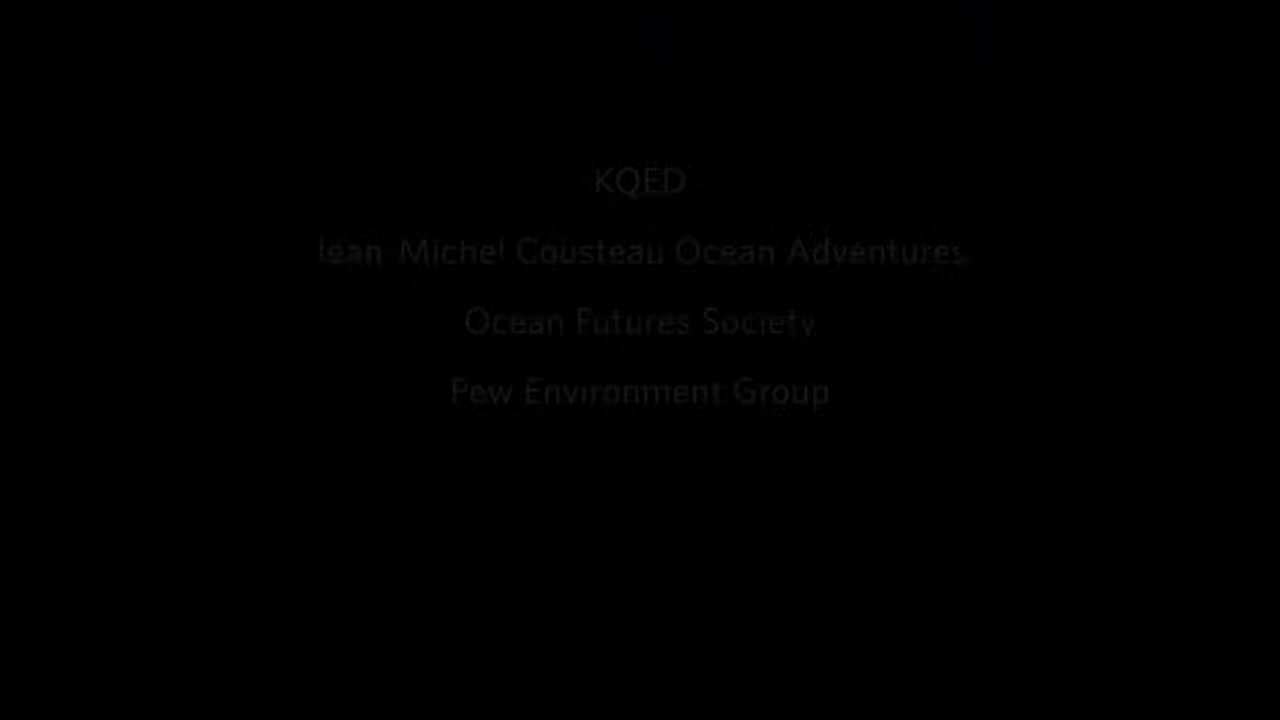 KQED
Jean-Michel Cousteau Ocean Adventures
Ocean Futures Society
Pew Environment Group